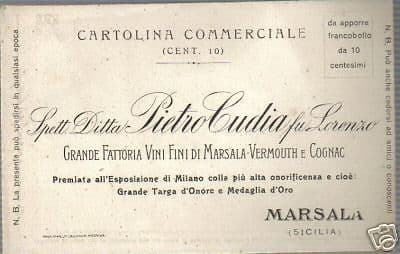 CARTOLINA COMMERCIALE
(CENT. 10)
da apporre
francobollo
da 10
centesimi
Spett. Ditta Pietro Cudia fu Lorenzo
GRANDE FATTORIA VINI FINI DI MARSALA-VERMOUTH E COGNAC
Premiata all'Esposizione di Milano colla più alta onorificenza e cioè:
Grande Targa d'Onore e Medaglia d'Oro
MARSALA
(SICILIA)
N. B. La presente può spedirsi in qualsiasi epoca
N. B. Può anche cedersi ad amici o conoscenti